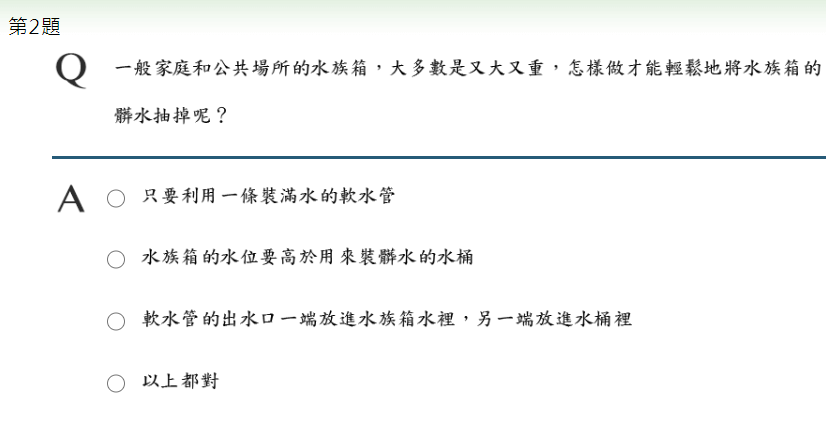 第2題
Q 一般家庭和公共場所的水族箱，大多數是又大又重，怎樣做才能輕鬆地將水族箱的
髒水抽掉呢？
A 只要利用一條裝滿水的軟水管
水族箱的水位要高於用來裝髒水的水桶
軟水管的出水口一端放進水族箱水裡，另一端放進水桶裡
以上都對